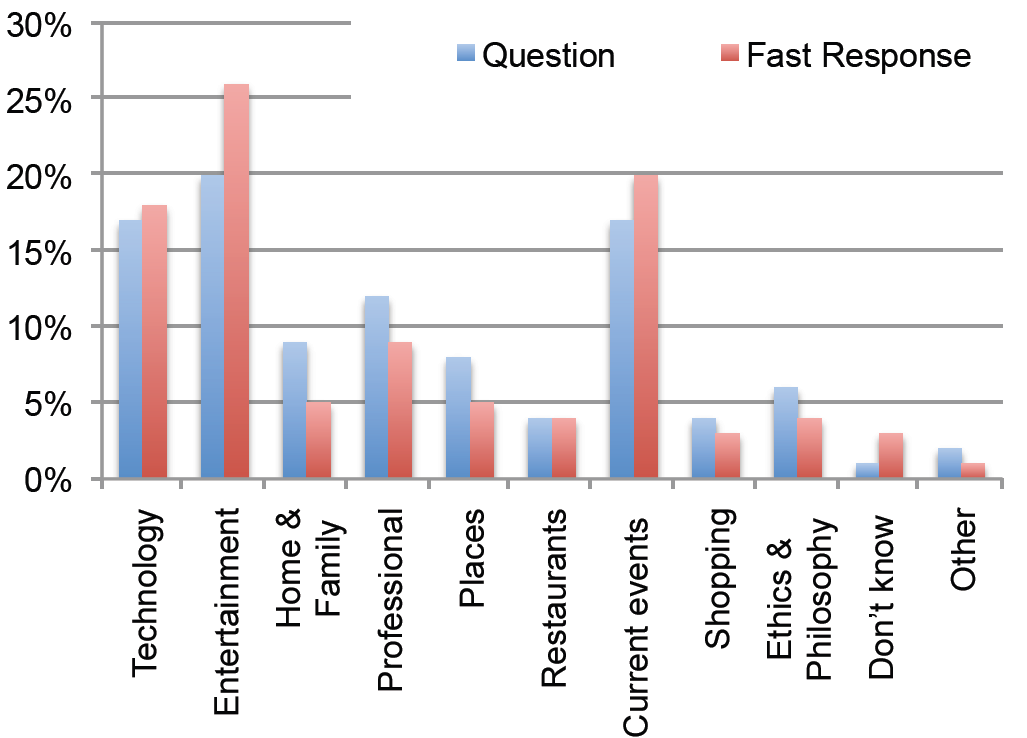 30%
25%
20%
15%
10%
5%
0%
Question
Fast Response
Technology
Entertainment
Home &
Family
Professional
Places
Restaurants
Current events
Shopping
Ethics &
Philosophy
Don’t know
Other